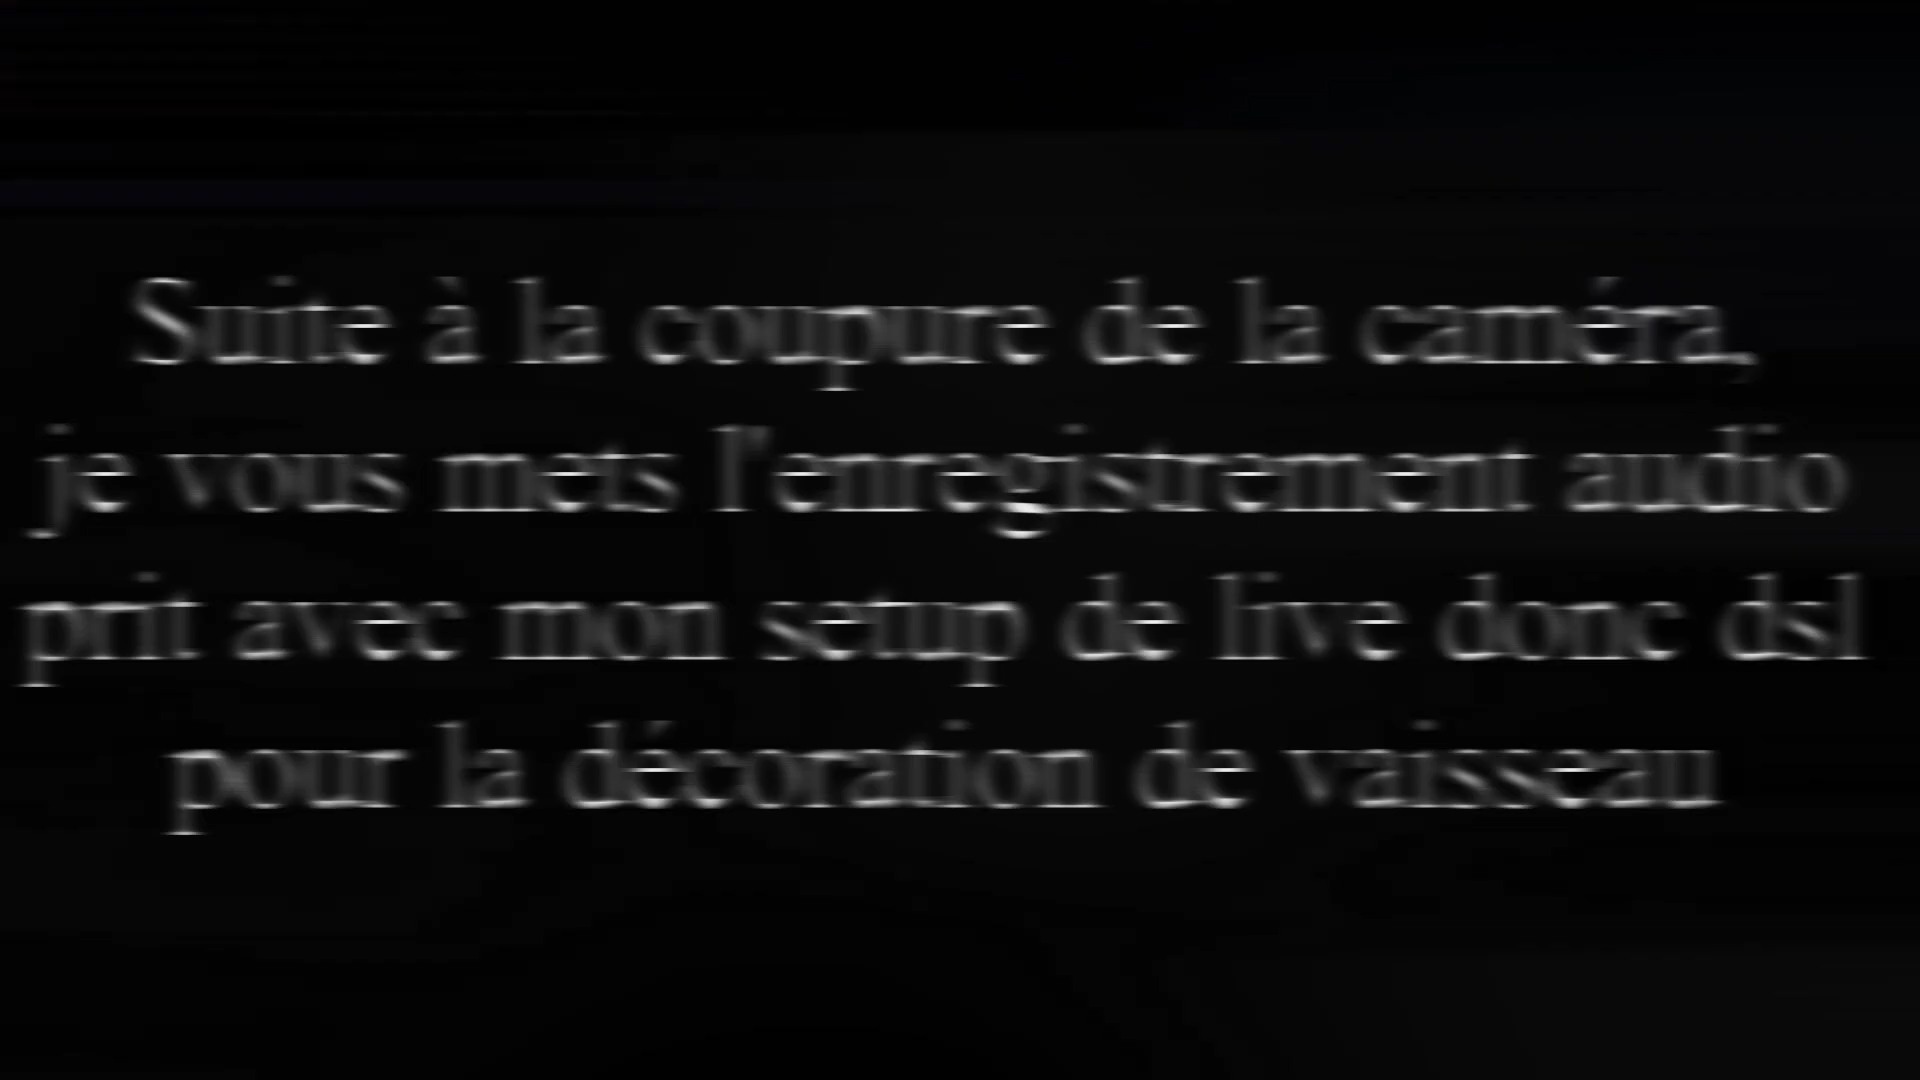 Suite à la coupure de la caméra,
je vous mets l'enregistrement audio
prit avec mon setup de live donc dsl
pour la décoration de vaisseau